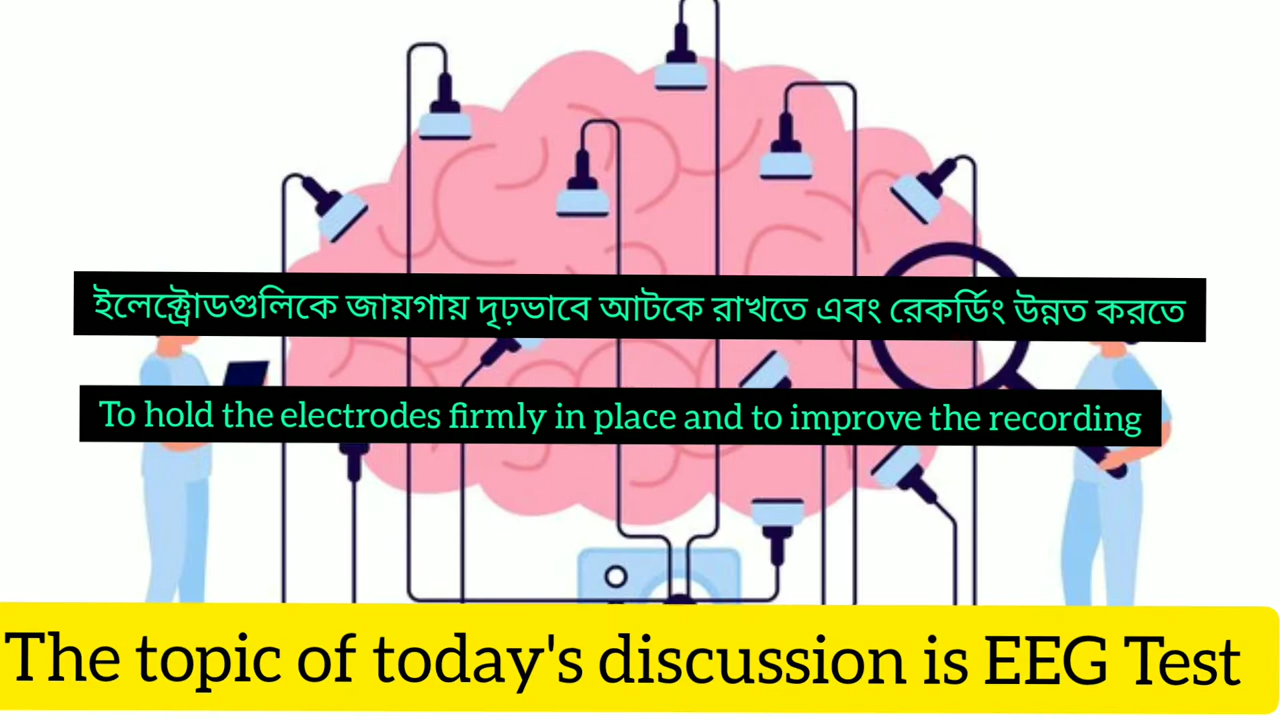 ইলেক্ট্রোডগুলিকে জায়গায় দৃঢ়ভাবে আটকে রাখতে এবং রেকর্ডিং উন্নত করতে
To hold the electrodes firmly in place and to improve the recording
The topic of today's discussion is EEG Test